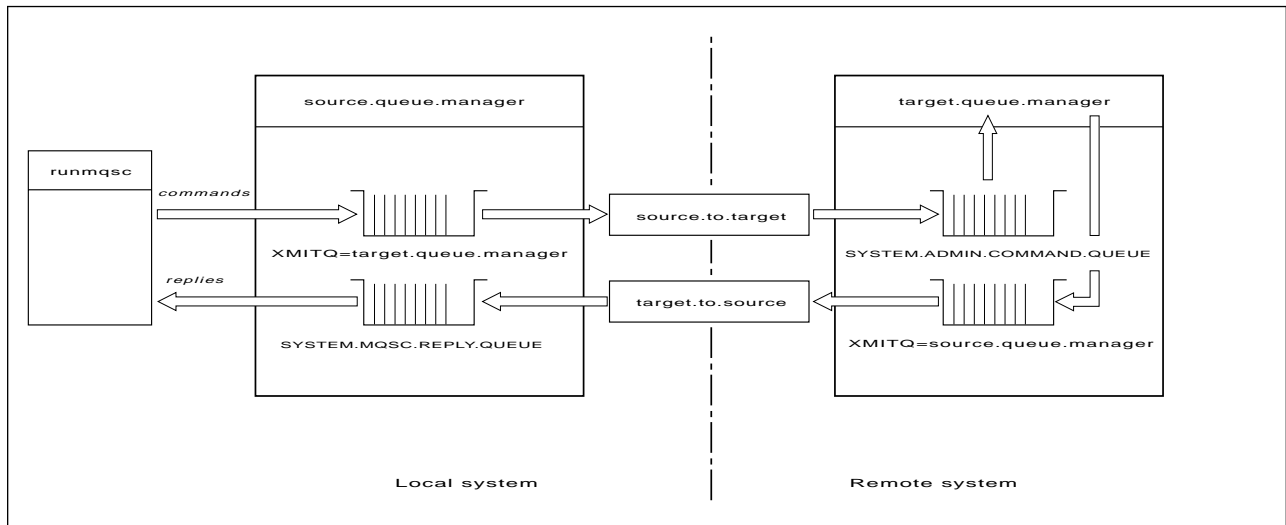 source.queue.manager
target.queue.manager
runmqsc
commands
source.to.target
XMITQ=target.queue.manager
SYSTEM.ADMIN.COMMAND.QUEUE
replies
target.to.source
SYSTEM.MQSC.REPLY.QUEUE
XMITQ=source.queue.manager
Local system
Remote system